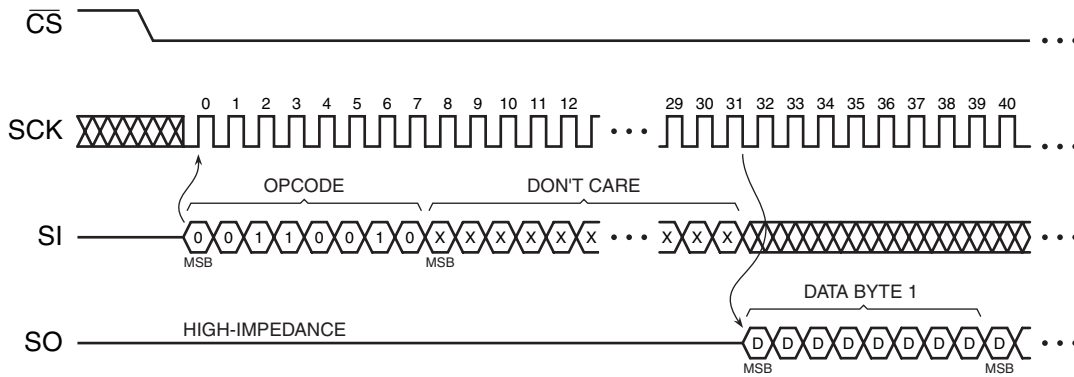 CS
0 1 2 3 4 5 6 7 8 9 10 11 12 29 30 31 32 33 34 35 36 37 38 39 40
SCK
OPCODE DON'T CARE
SI 0 0 1 1 0 0 1 0 X X X X X X X X X
MSB MSB
DATA BYTE 1
HIGH-IMPEDANCE
SO D D D D D D D D D
MSB MSB